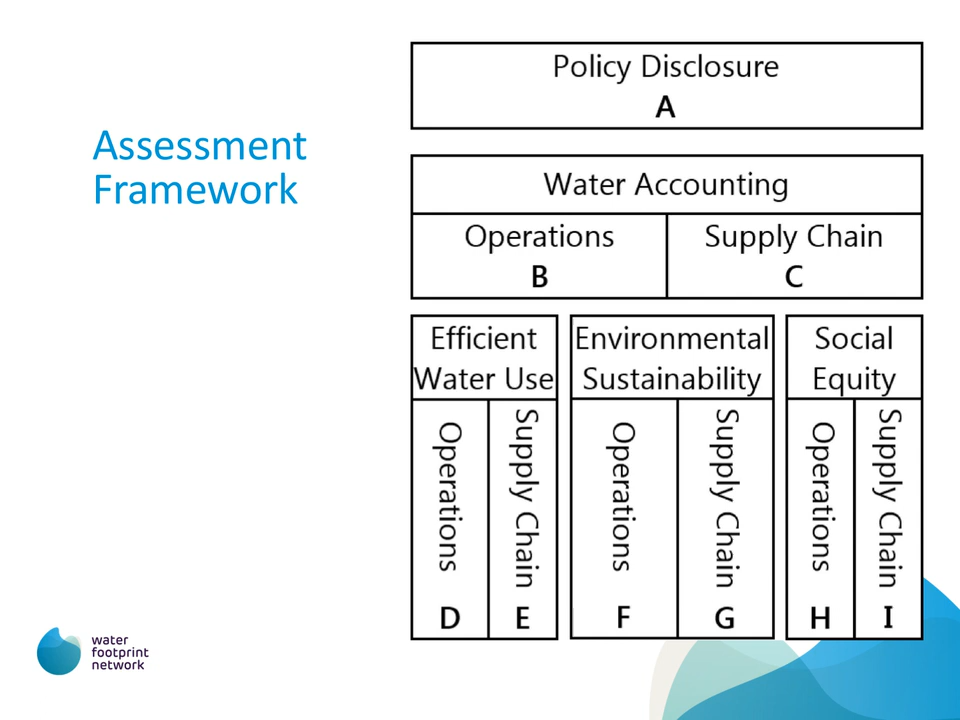 Assessment
Framework
Policy Disclosure
A
Water Accounting
Operations
B
Supply Chain
C
Efficient
Water Use
Operations
D
Supply Chain
E
Environmental
Sustainability
Operations
F
Supply Chain
G
Social
Equity
Operations
H
Supply Chain
I
water
footprint
network